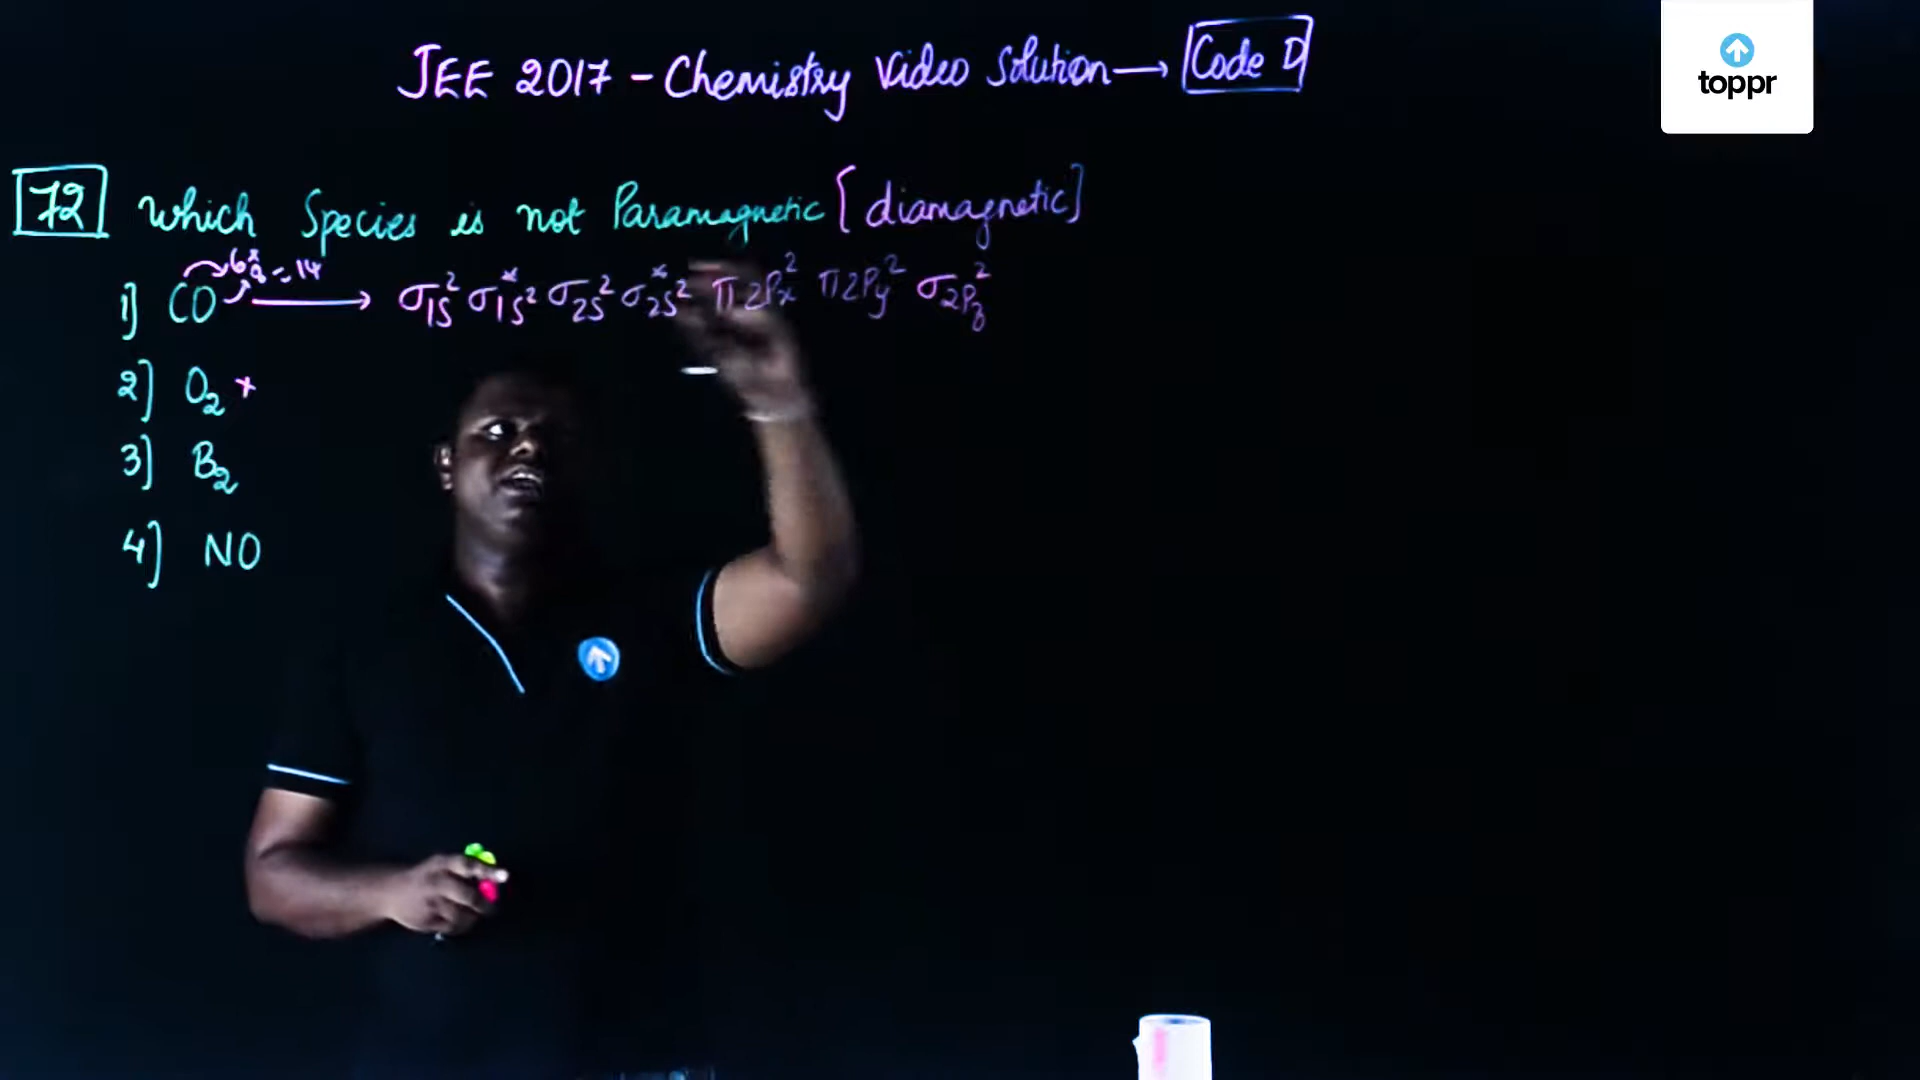 JEE 2017 - Chemistry Video Solution → Code D
toppr
72 Which Species is not Paramagnetic [diamagnetic]
1] CO 6+8 = 14 → σ1s² σ*1s² σ2s² σ*2s² π2Px² π2Py² σ2Pz²
2] O2 +
3] B2
4] NO